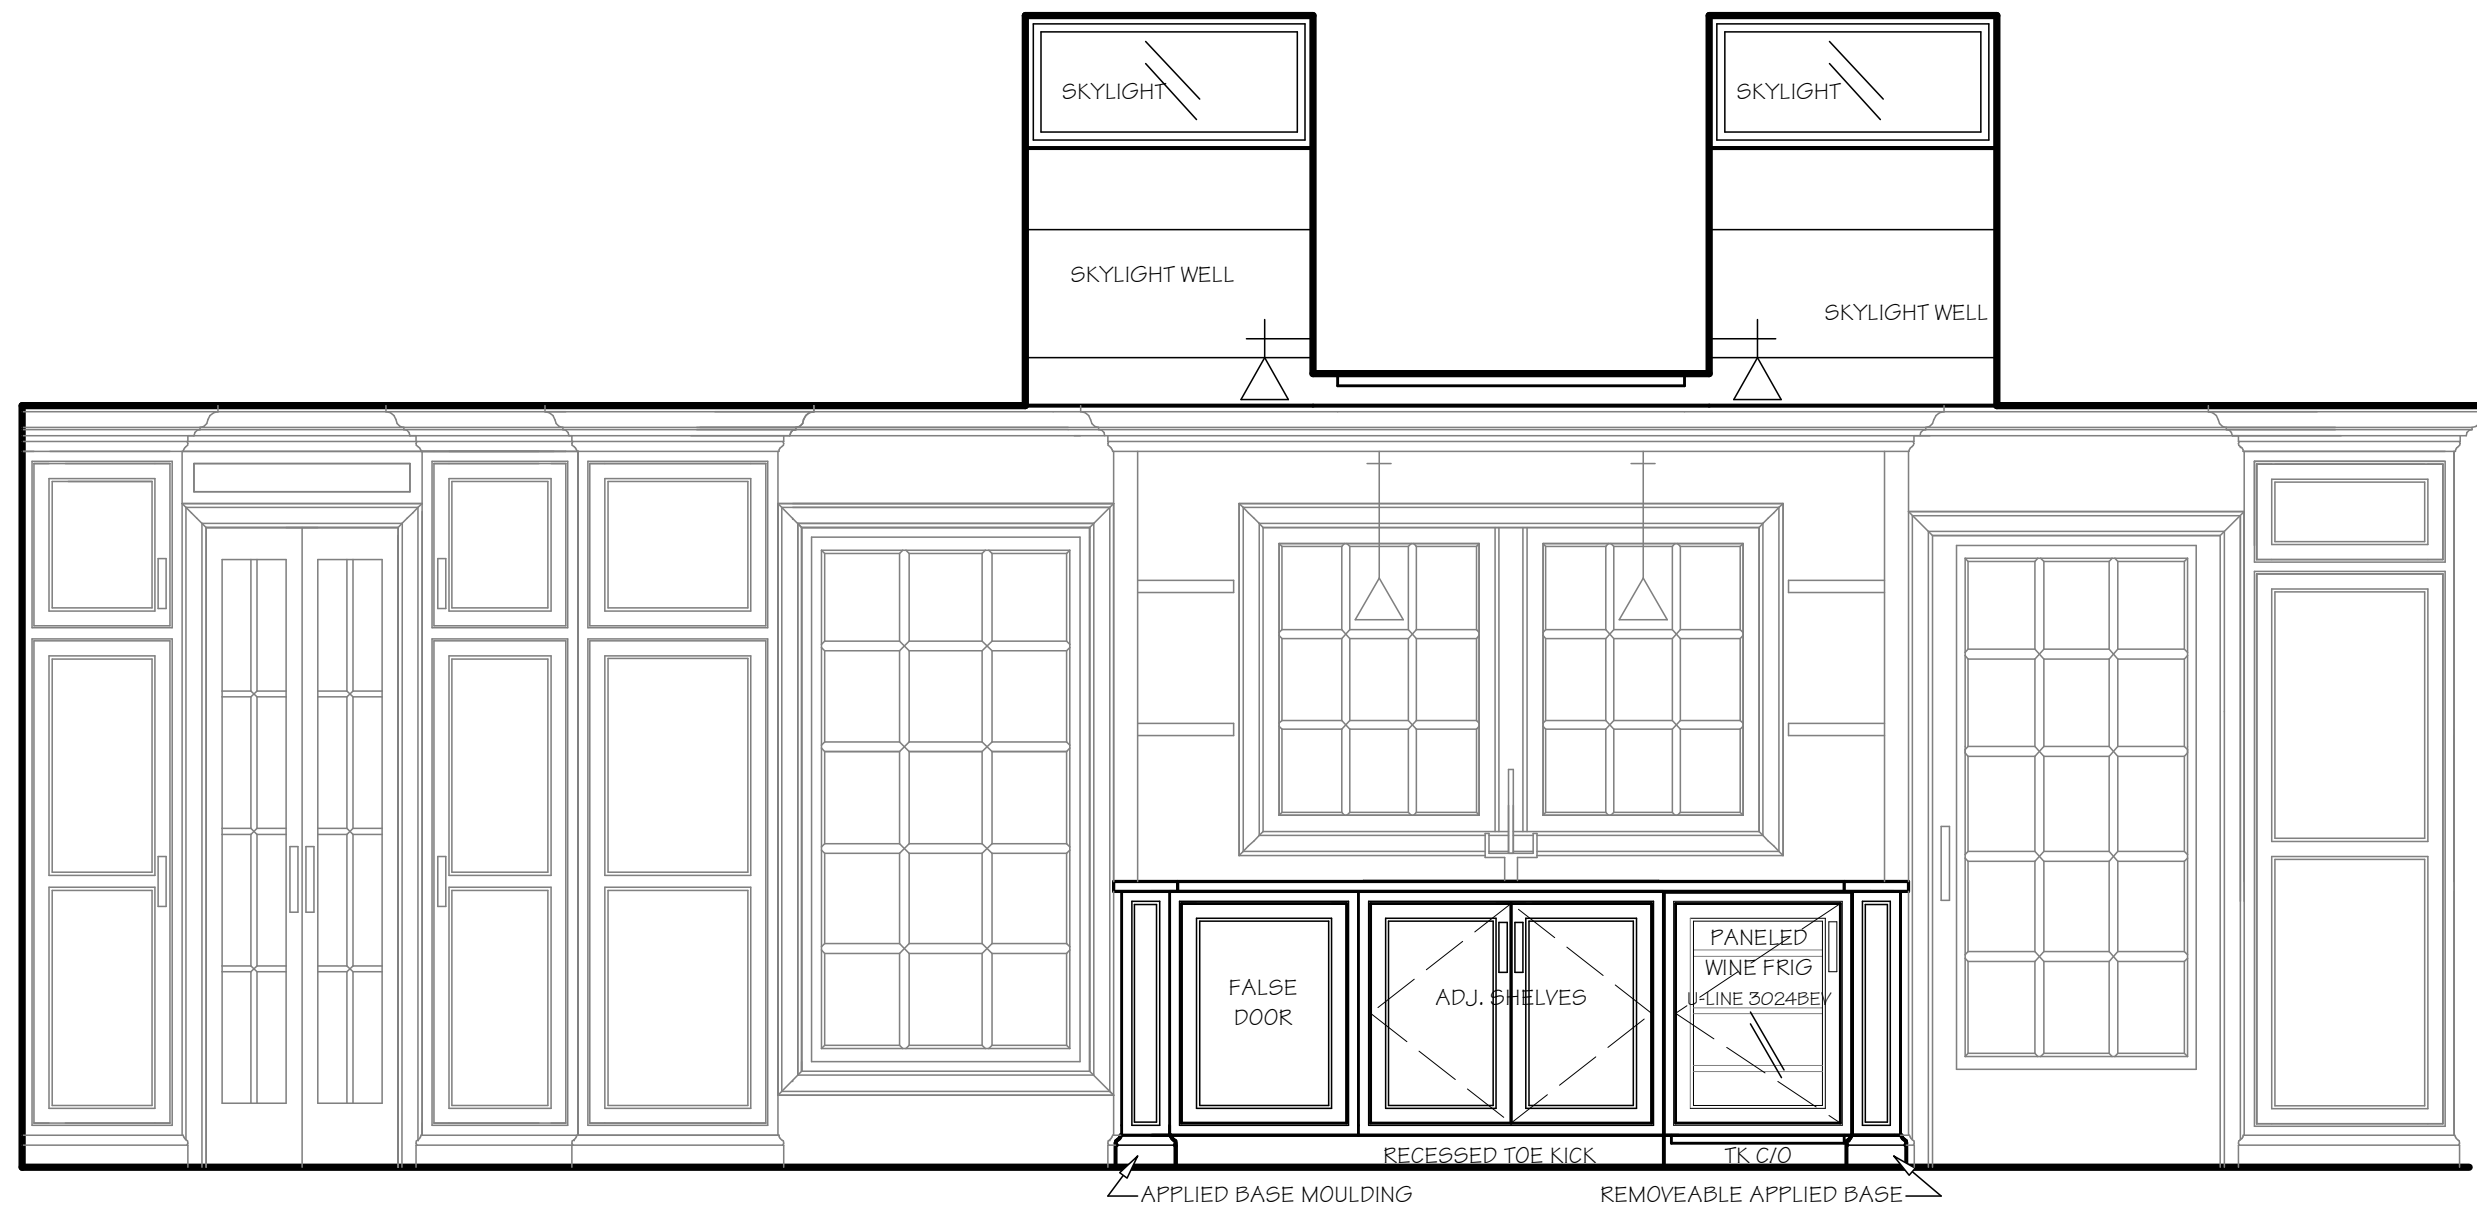 SKYLIGHT
SKYLIGHT
SKYLIGHT WELL
SKYLIGHT WELL
FALSE
DOOR
ADJ. SHELVES
PANELED
WINE FRIG
U-LINE 3024BEV
RECESSED TOE KICK
TK C/O
APPLIED BASE MOULDING
REMOVEABLE APPLIED BASE